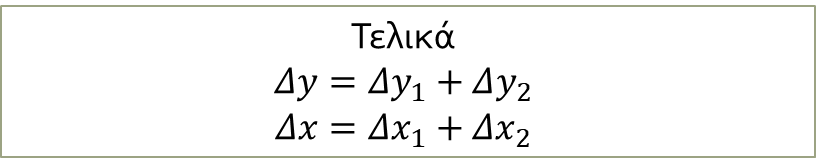 Τελικά
Δy = Δy₁ + Δy₂
Δx = Δx₁ + Δx₂